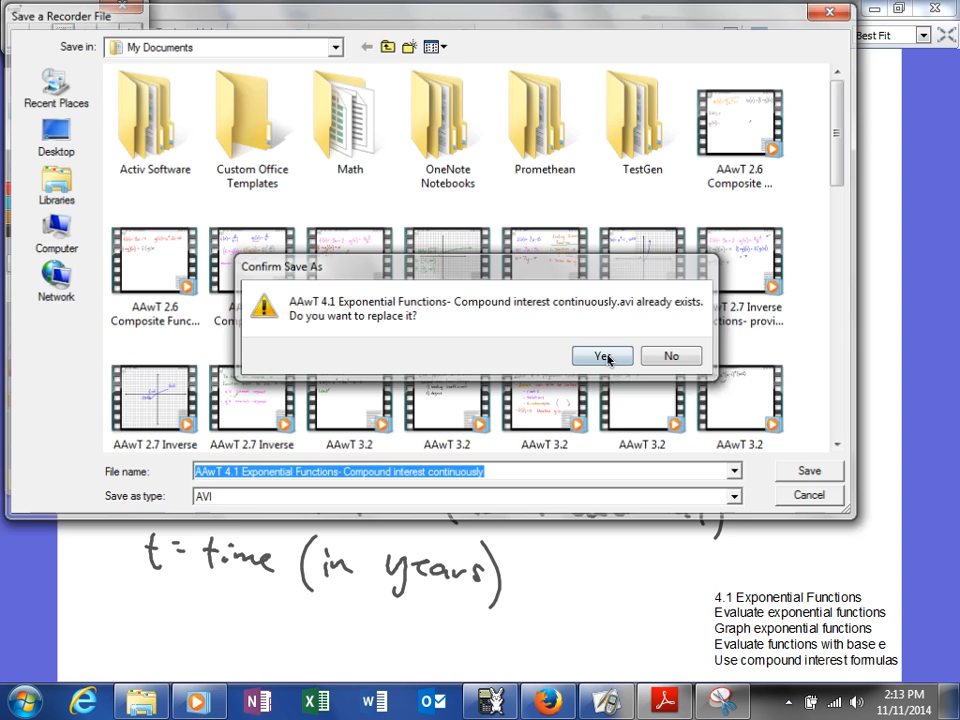 Save a Recorder File
Best Fit
Save in:
My Documents
Recent Places
Desktop
Libraries
Computer
Network
Activ Software
Custom Office
Templates
Math
OneNote
Notebooks
Promethean
TestGen
AAwT 2.6
Composite ...
AAwT 2.6
Composite Func...
AAwT 2.7 Inverse
Functions- provi...
Confirm Save As
AAwT 4.1 Exponential Functions- Compound interest continuously.avi already exists.
Do you want to replace it?
Yes
No
AAwT 2.7 Inverse
AAwT 2.7 Inverse
AAwT 3.2
AAwT 3.2
AAwT 3.2
AAwT 3.2
AAwT 3.2
File name:
AAwT 4.1 Exponential Functions- Compound interest continuously
Save
Save as type:
AVI
Cancel
t = time (in years)
4.1 Exponential Functions
Evaluate exponential functions
Graph exponential functions
Evaluate functions with base e
Use compound interest formulas
2:13 PM
11/11/2014